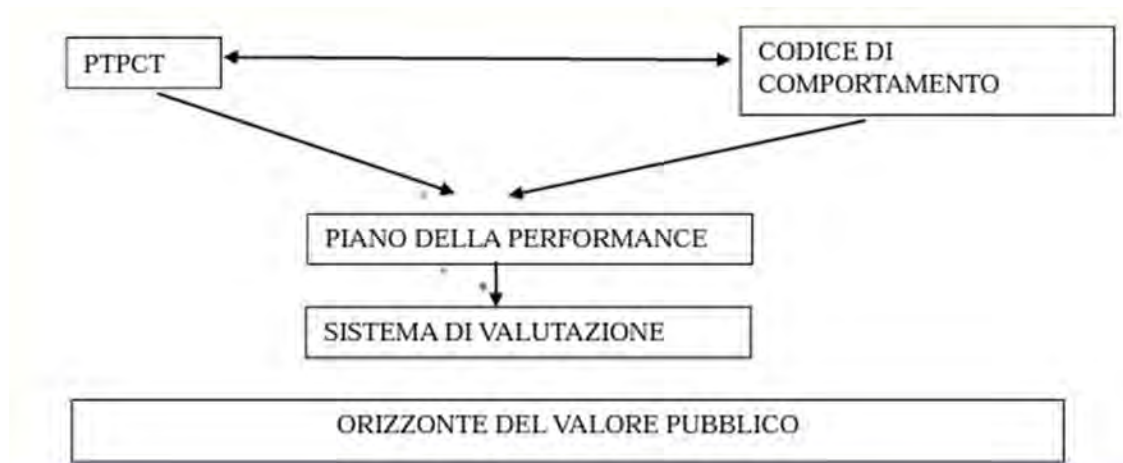 PTPCT
CODICE DI
COMPORTAMENTO
PIANO DELLA PERFORMANCE
SISTEMA DI VALUTAZIONE
ORIZZONTE DEL VALORE PUBBLICO